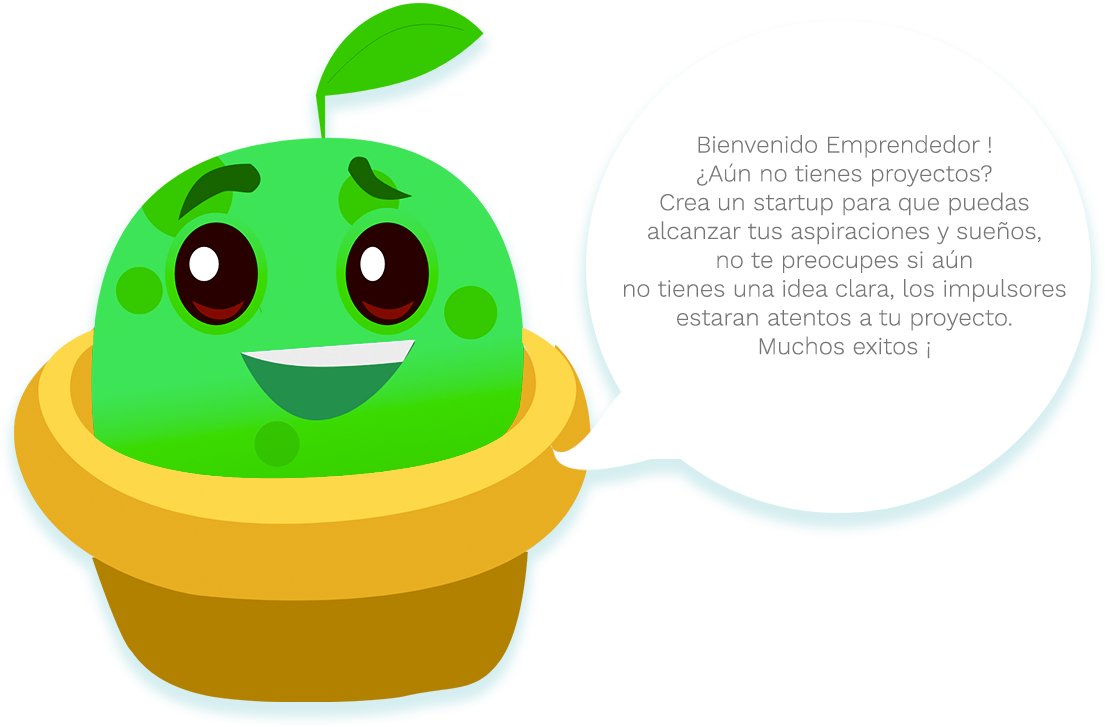 Bienvenido Emprendedor !
¿Aún no tienes proyectos?
Crea un startup para que puedas
alcanzar tus aspiraciones y sueños,
no te preocupes si aún
no tienes una idea clara, los impulsores
estaran atentos a tu proyecto.
Muchos exitos ¡